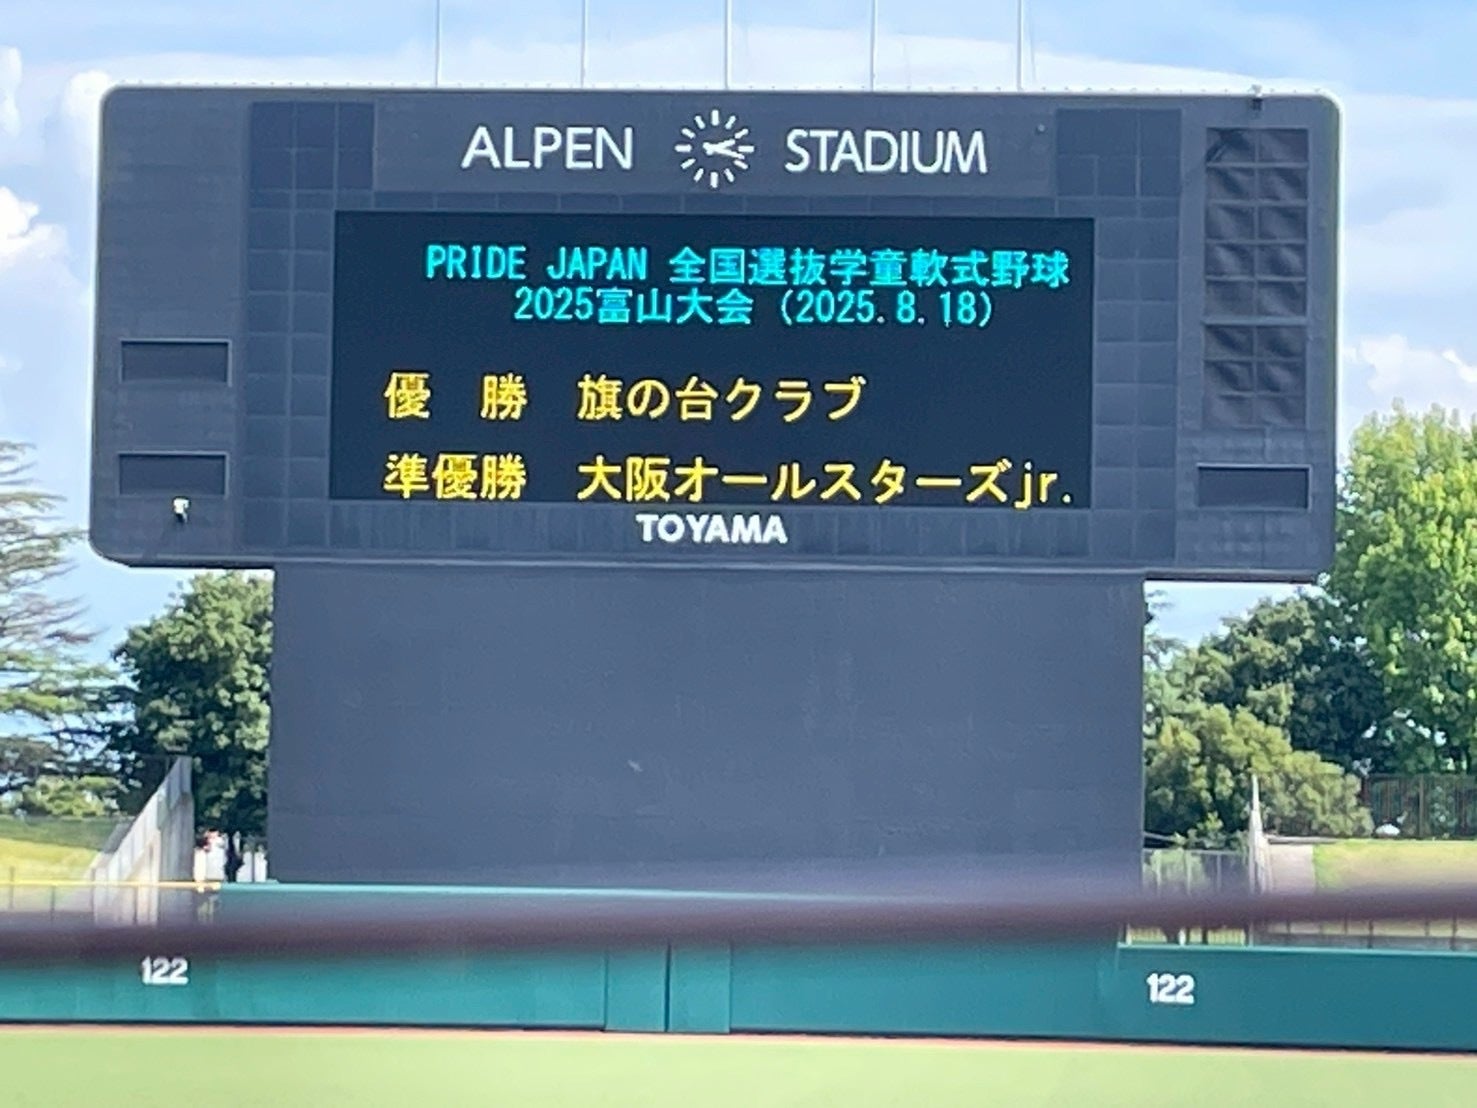 ALPEN STADIUM
PRIDE JAPAN 全国選抜学童軟式野球
2025富山大会 (2025.8.18)
優 勝 旗の台クラブ
準優勝 大阪オールスターズjr.
TOYAMA
122
122